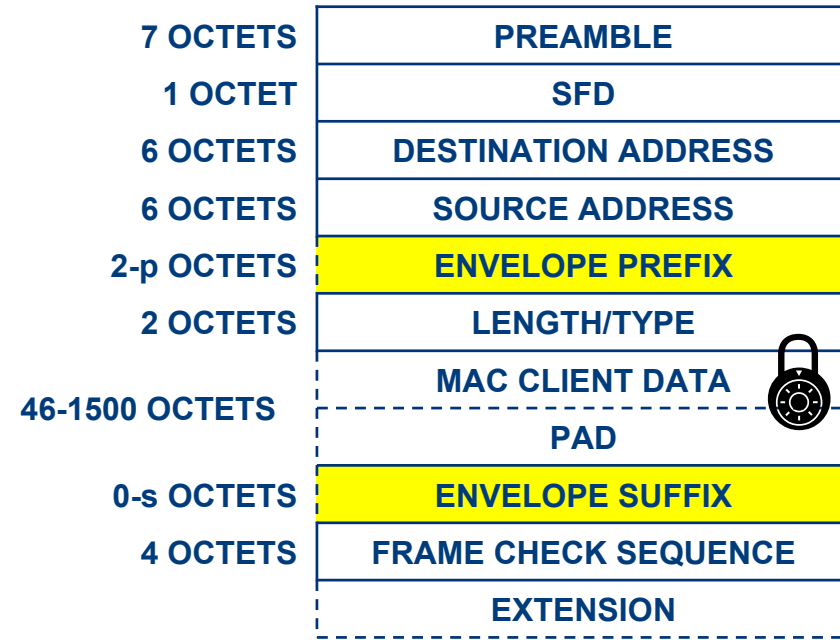 7 OCTETS PREAMBLE
1 OCTET SFD
6 OCTETS DESTINATION ADDRESS
6 OCTETS SOURCE ADDRESS
2-p OCTETS ENVELOPE PREFIX
2 OCTETS LENGTH/TYPE
MAC CLIENT DATA
46-1500 OCTETS
PAD
0-s OCTETS ENVELOPE SUFFIX
4 OCTETS FRAME CHECK SEQUENCE
EXTENSION